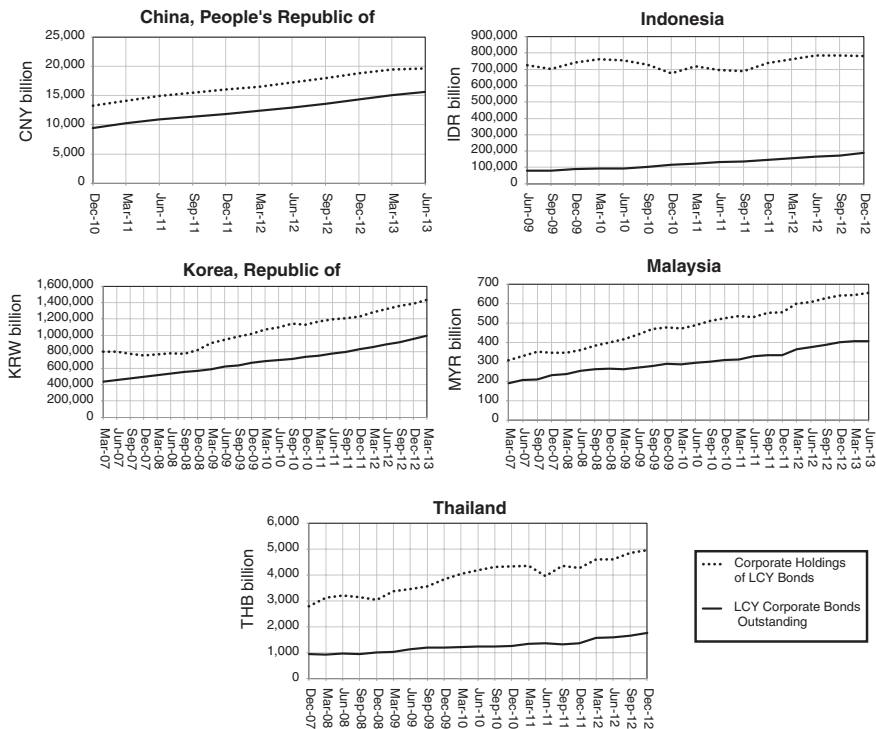 China, People's Republic of
CNY billion
25,000
20,000
15,000
10,000
5,000
0
Dec-10
Mar-11
Jun-11
Sep-11
Dec-11
Mar-12
Jun-12
Sep-12
Dec-12
Mar-13
Jun-13
Indonesia
IDR billion
900,000
800,000
700,000
600,000
500,000
400,000
300,000
200,000
100,000
0
Jun-09
Sep-09
Dec-09
Mar-10
Jun-10
Sep-10
Dec-10
Mar-11
Jun-11
Sep-11
Dec-11
Mar-12
Jun-12
Sep-12
Dec-12
Korea, Republic of
KRW billion
1,600,000
1,400,000
1,200,000
1,000,000
800,000
600,000
400,000
200,000
0
Mar-07
Jun-07
Sep-07
Dec-07
Mar-08
Jun-08
Sep-08
Dec-08
Mar-09
Jun-09
Sep-09
Dec-09
Mar-10
Jun-10
Sep-10
Dec-10
Mar-11
Jun-11
Sep-11
Dec-11
Mar-12
Jun-12
Sep-12
Dec-12
Mar-13
Malaysia
MYR billion
700
600
500
400
300
200
100
0
Mar-07
Jun-07
Sep-07
Dec-07
Mar-08
Jun-08
Sep-08
Dec-08
Mar-09
Jun-09
Sep-09
Dec-09
Mar-10
Jun-10
Sep-10
Dec-10
Mar-11
Jun-11
Sep-11
Dec-11
Mar-12
Jun-12
Sep-12
Dec-12
Mar-13
Jun-13
Thailand
THB billion
6,000
5,000
4,000
3,000
2,000
1,000
0
Dec-07
Mar-08
Jun-08
Sep-08
Dec-08
Mar-09
Jun-09
Sep-09
Dec-09
Mar-10
Jun-10
Sep-10
Dec-10
Mar-11
Jun-11
Sep-11
Dec-11
Mar-12
Jun-12
Sep-12
Dec-12
Corporate Holdings
of LCY Bonds
LCY Corporate Bonds
Outstanding